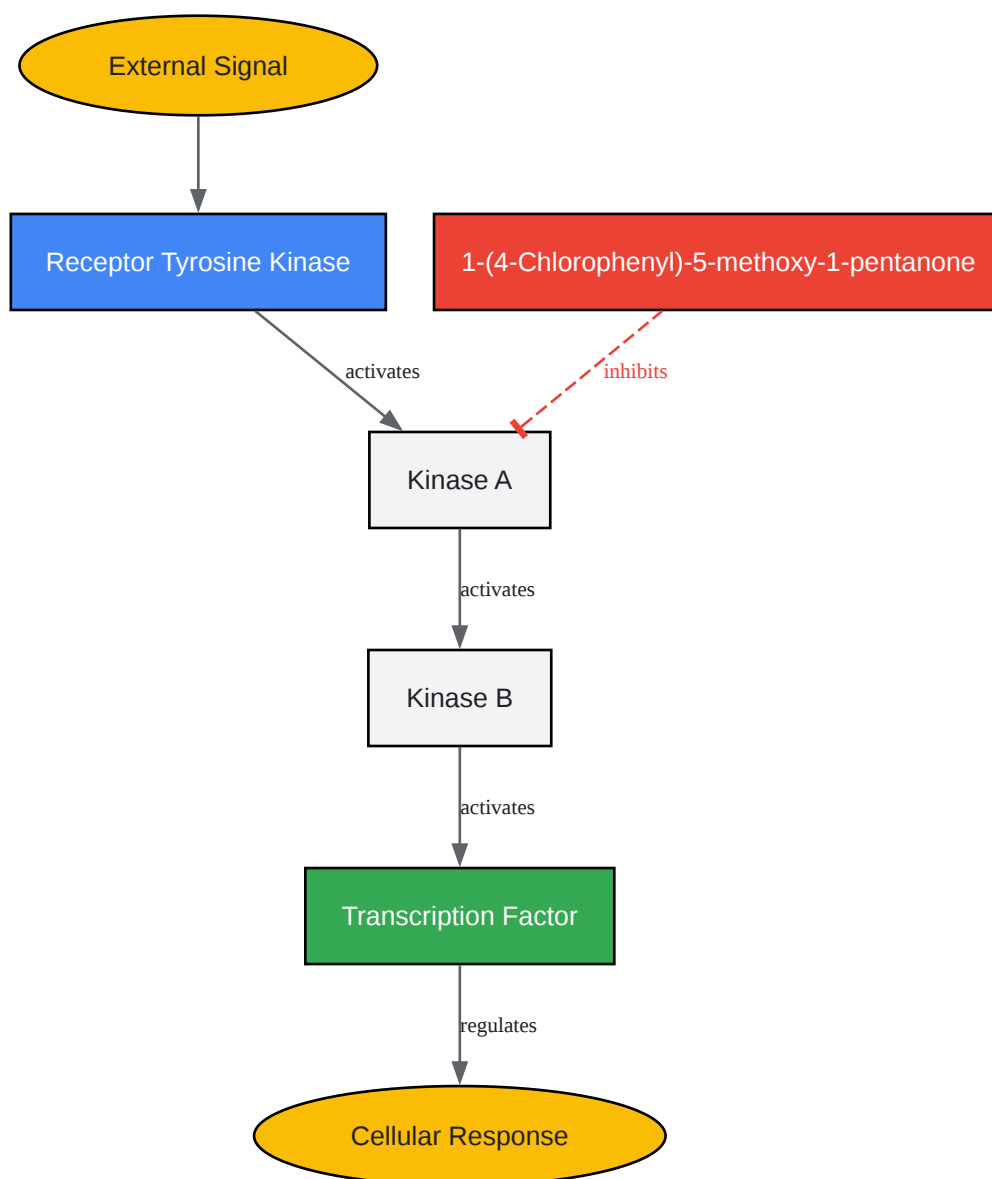 External Signal
Receptor Tyrosine Kinase
1-(4-Chlorophenyl)-5-methoxy-1-pentanone
activates
inhibits
Kinase A
activates
Kinase B
activates
Transcription Factor
regulates
Cellular Response